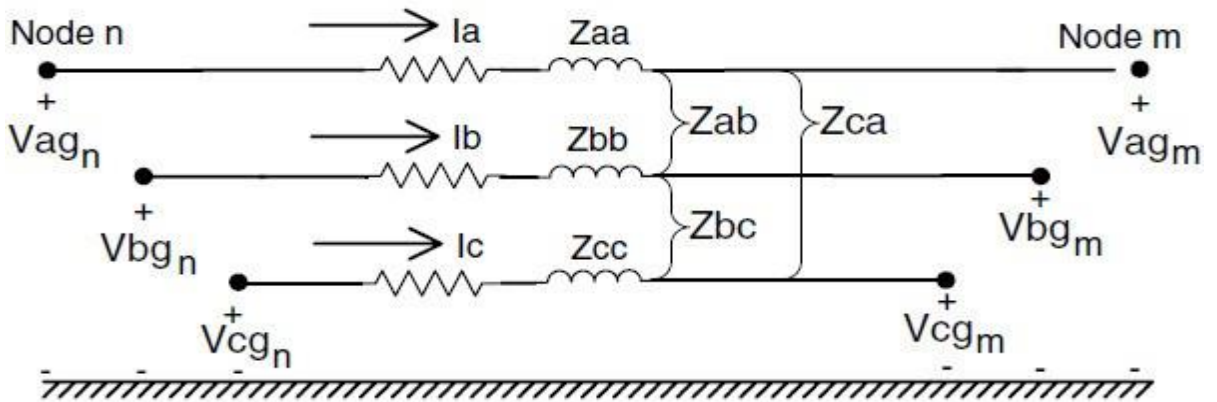 Node n
Ia
Zaa
Node m
+
Vagn
Ib
Zbb
Zab
Zca
+
Vagm
+
Vbgn
Ic
Zcc
Zbc
+
Vbgm
+
Vcgn
+
Vcgm
- - - - - -